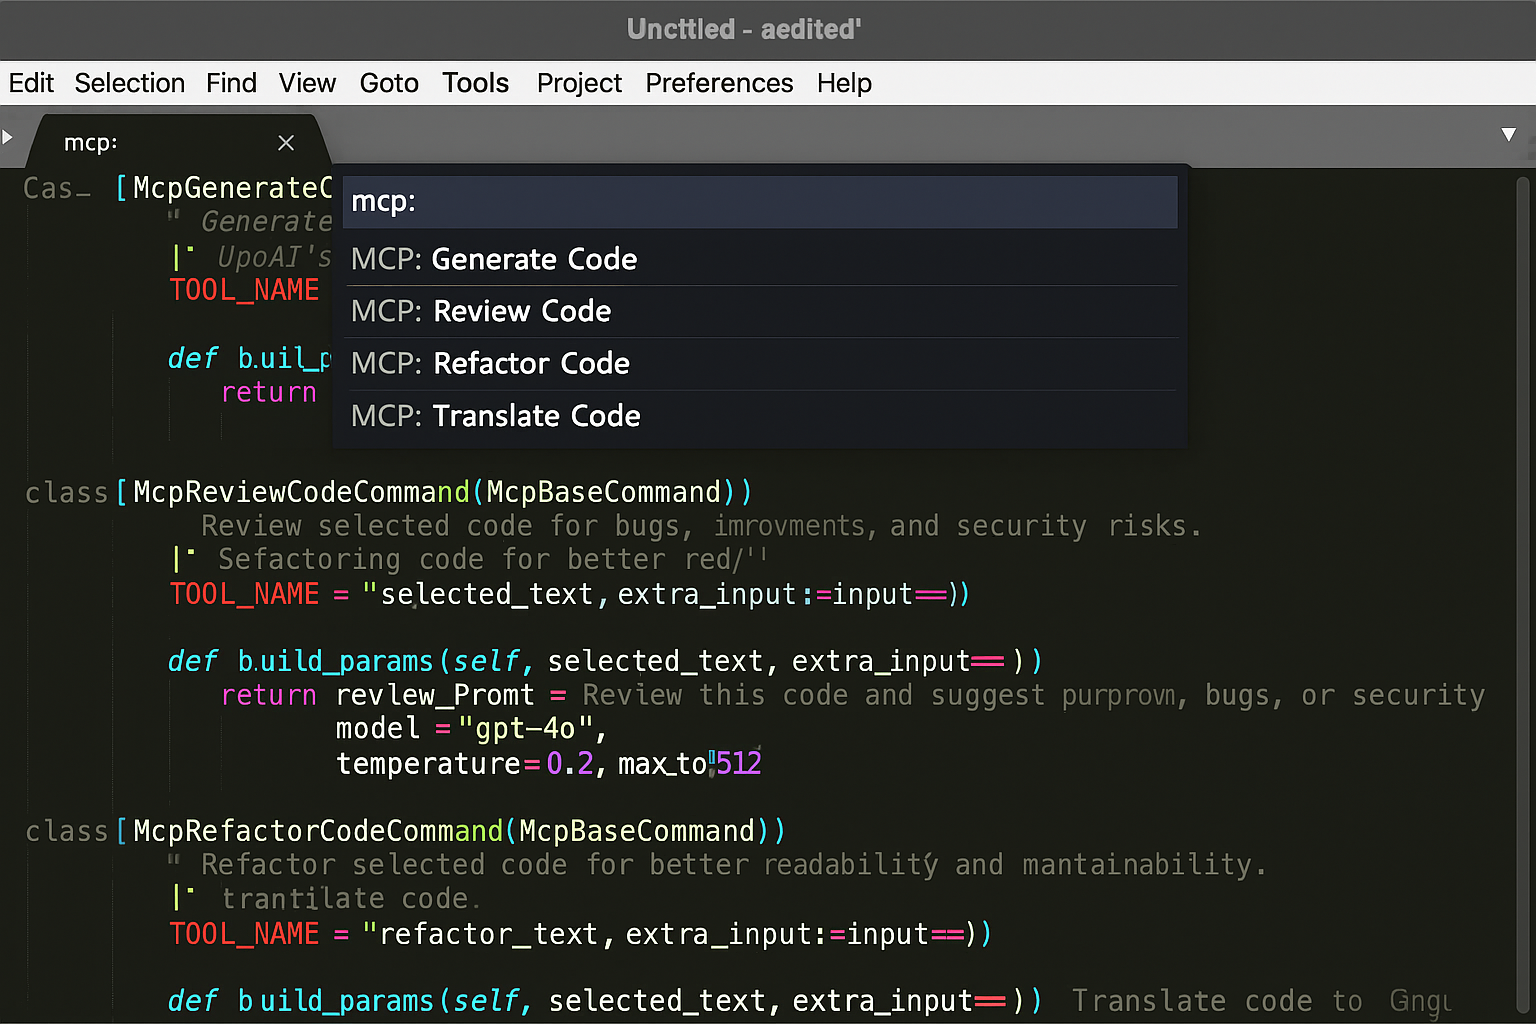 Uncttled - aedited'
Edit Selection Find View Goto Tools Project Preferences Help
mcp: ×
mcp:
MCP: Generate Code
MCP: Review Code
MCP: Refactor Code
MCP: Translate Code
Cas_ [McpGenerateC
" Generate
|" UpoAI's
TOOL_NAME
def b.uil_p
return
class[McpReviewCodeCommand(McpBaseCommand))
Review selected code for bugs, imrovments, and security risks.
|" Sefactoring code for better red/''
TOOL_NAME = "selected_text, extra_input:=input==))
def b.uild_params(self, selected_text, extra_input== ))
return revlew_Promt = Review this code and suggest purprovn, bugs, or security
model ="gpt-4o",
temperature=0.2, max_to 512
class[McpRefactorCodeCommand(McpBaseCommand))
" Refactor selected code for better readability and mantainability.
|" trantilate code.
TOOL_NAME = "refactor_text, extra_input:=input==))
def b uild_params(self, selected_text, extra_input== )) Translate code to